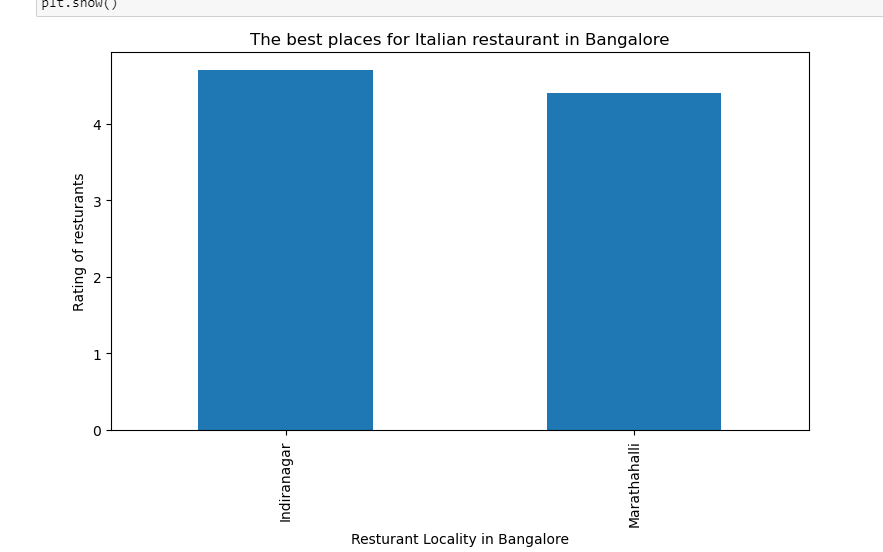 plt.show()
The best places for Italian restaurant in Bangalore
4
3
2
1
0
Rating of resturants
Indiranagar
Marathahalli
Resturant Locality in Bangalore